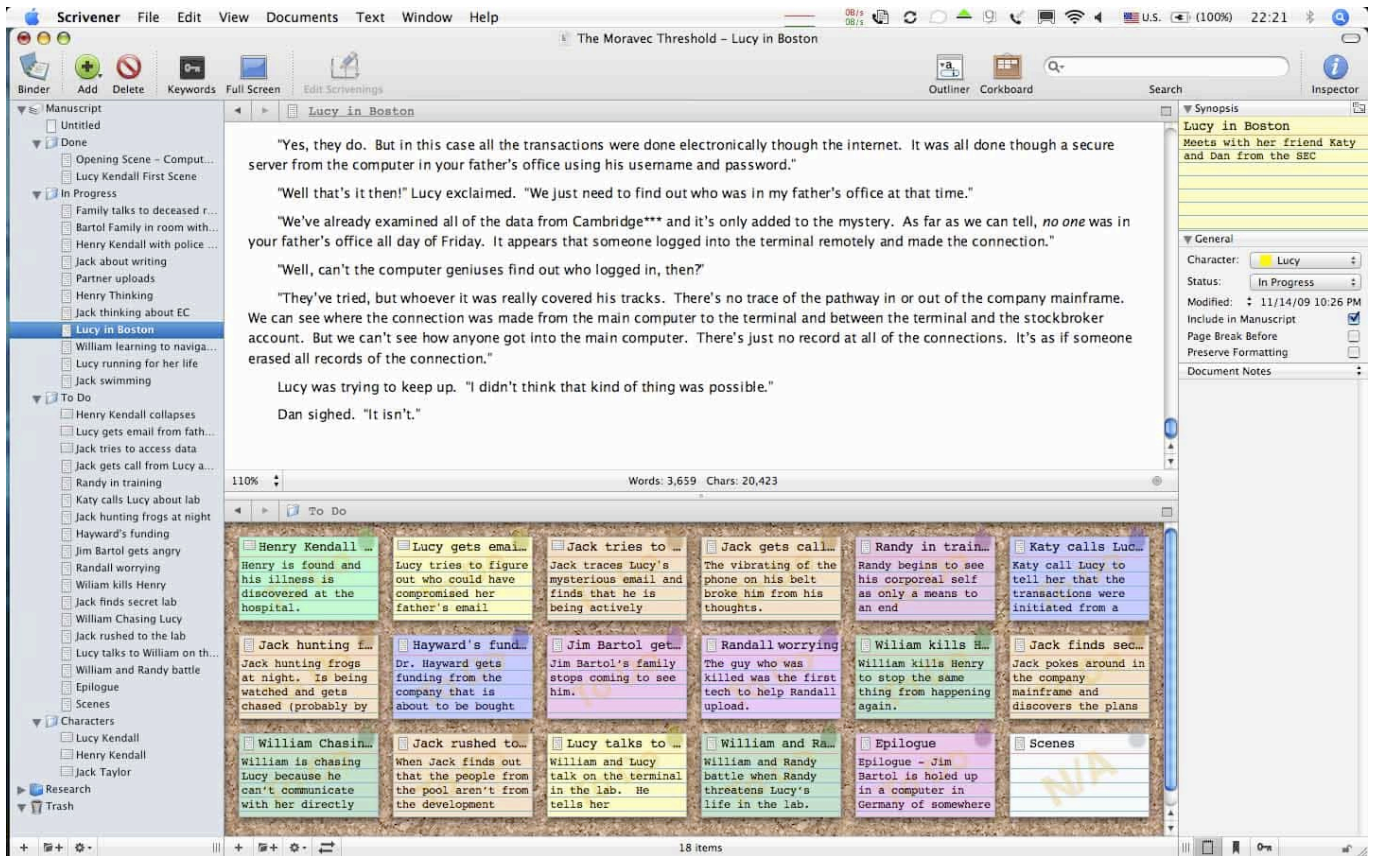 Scrivener File Edit View Documents Text Window Help
0B/s
0B/s
U.S. (100%) 22:21
The Moravec Threshold – Lucy in Boston
Binder Add Delete Keywords Full Screen Edit Scrivenings Outliner Corkboard Search Inspector
Manuscript
Untitled
Done
Opening Scene – Comput...
Lucy Kendall First Scene
In Progress
Family talks to deceased r...
Bartol Family in room with...
Henry Kendall with police ...
Jack about writing
Partner uploads
Henry Thinking
Jack thinking about EC
Lucy in Boston
William learning to naviga...
Lucy running for her life
Jack swimming
To Do
Henry Kendall collapses
Lucy gets email from fath...
Jack tries to access data
Jack gets call from Lucy a...
Randy in training
Katy calls Lucy about lab
Jack hunting frogs at night
Hayward's funding
Jim Bartol gets angry
Randall worrying
Wiliam kills Henry
Jack finds secret lab
William Chasing Lucy
Jack rushed to the lab
Lucy talks to William on th...
William and Randy battle
Epilogue
Scenes
Characters
Lucy Kendall
Henry Kendall
Jack Taylor
Research
Trash
Lucy in Boston
"Yes, they do. But in this case all the transactions were done electronically though the internet. It was all done though a secure
server from the computer in your father's office using his username and password."
"Well that's it then!" Lucy exclaimed. "We just need to find out who was in my father's office at that time."
"We've already examined all of the data from Cambridge*** and it's only added to the mystery. As far as we can tell, no one was in
your father's office all day of Friday. It appears that someone logged into the terminal remotely and made the connection."
"Well, can't the computer geniuses find out who logged in, then?"
"They've tried, but whoever it was really covered his tracks. There's no trace of the pathway in or out of the company mainframe.
We can see where the connection was made from the main computer to the terminal and between the terminal and the stockbroker
account. But we can't see how anyone got into the main computer. There's just no record at all of the connections. It's as if someone
erased all records of the connection."
Lucy was trying to keep up. "I didn't think that kind of thing was possible."
Dan sighed. "It isn't."
110% Words: 3,659 Chars: 20,423
To Do
Henry Kendall ...
Henry is found and
his illness is
discovered at the
hospital.
Lucy gets emai...
Lucy tries to figure
out who could have
compromised her
father's email
Jack tries to ...
Jack traces Lucy's
mysterious email and
finds that he is
being actively
Jack gets call...
The vibrating of the
phone on his belt
broke him from his
thoughts.
Randy in train...
Randy begins to see
his corporeal self
as only a means to
an end
Katy calls Luc...
Katy call Lucy to
tell her that the
transactions were
initiated from a
Jack hunting f...
Jack hunting frogs
at night. Is being
watched and gets
chased (probably by
Hayward's fund...
Dr. Hayward gets
funding from the
company that is
about to be bought
Jim Bartol get...
Jim Bartol's family
stops coming to see
him.
To Do
Randall worrying
The guy who was
killed was the first
tech to help Randall
upload.
Wiliam kills H...
William kills Henry
to stop the same
thing from happening
again.
Jack finds sec...
Jack pokes around in
the company
mainframe and
discovers the plans
William Chasin...
William is chasing
Lucy because he
can't communicate
with her directly
Jack rushed to...
When Jack finds out
that the people from
the pool aren't from
the development
Lucy talks to ...
William and Lucy
talk on the terminal
in the lab. He
tells her
William and Ra...
William and Randy
battle when Randy
threatens Lucy's
life in the lab.
Epilogue
Epilogue – Jim
Bartol is holed up
in a computer in
Germany of somewhere
Scenes
N/A
18 items
Synopsis
Lucy in Boston
Meets with her friend Katy
and Dan from the SEC
General
Character: Lucy
Status: In Progress
Modified: 11/14/09 10:26 PM
Include in Manuscript
Page Break Before
Preserve Formatting
Document Notes